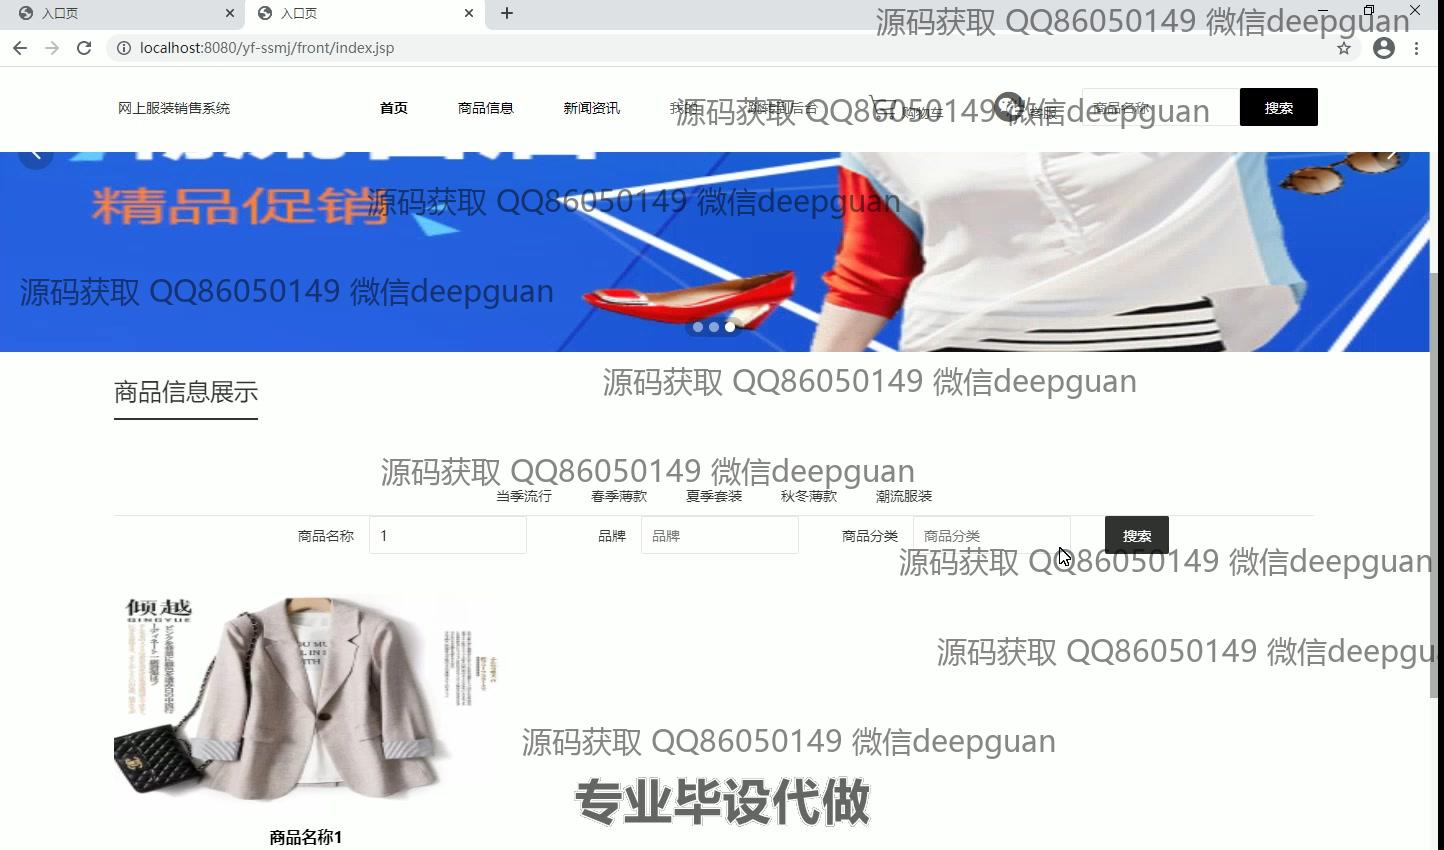 入口页
入口页
源码获取 QQ86050149 微信deepguan
localhost:8080/yf-ssmj/front/index.jsp
网上服装销售系统
首页
商品信息
新闻资讯
我的
跳转到后台
购物车
客服
商品名称
搜索
源码获取 QQ86050149 微信deepguan
精品促销
源码获取 QQ86050149 微信deepguan
源码获取 QQ86050149 微信deepguan
商品信息展示
源码获取 QQ86050149 微信deepguan
源码获取 QQ86050149 微信deepguan
当季流行 春季薄款 夏季套装 秋冬薄款 潮流服装
商品名称 1 品牌 品牌 商品分类 商品分类 搜索
源码获取 QQ86050149 微信deepguan
倾越
QINGYUE
源码获取 QQ86050149 微信deepgu
源码获取 QQ86050149 微信deepguan
专业毕设代做
商品名称1